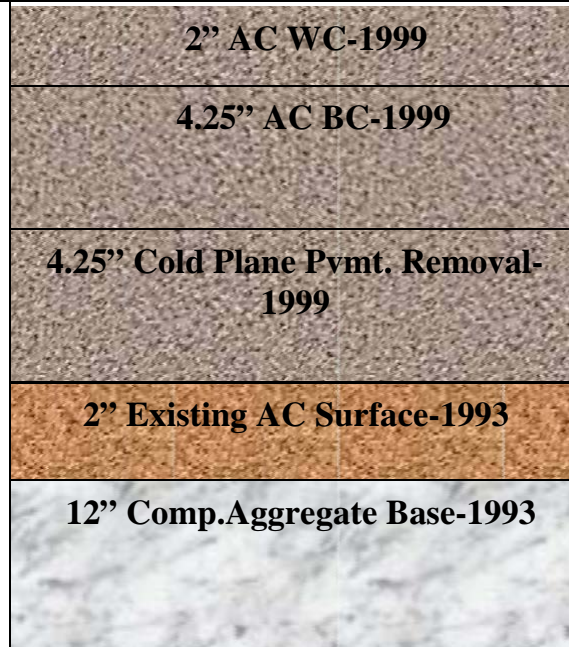 2” AC WC-1999
4.25” AC BC-1999
4.25” Cold Plane Pvmt. Removal-
1999
2” Existing AC Surface-1993
12” Comp.Aggregate Base-1993